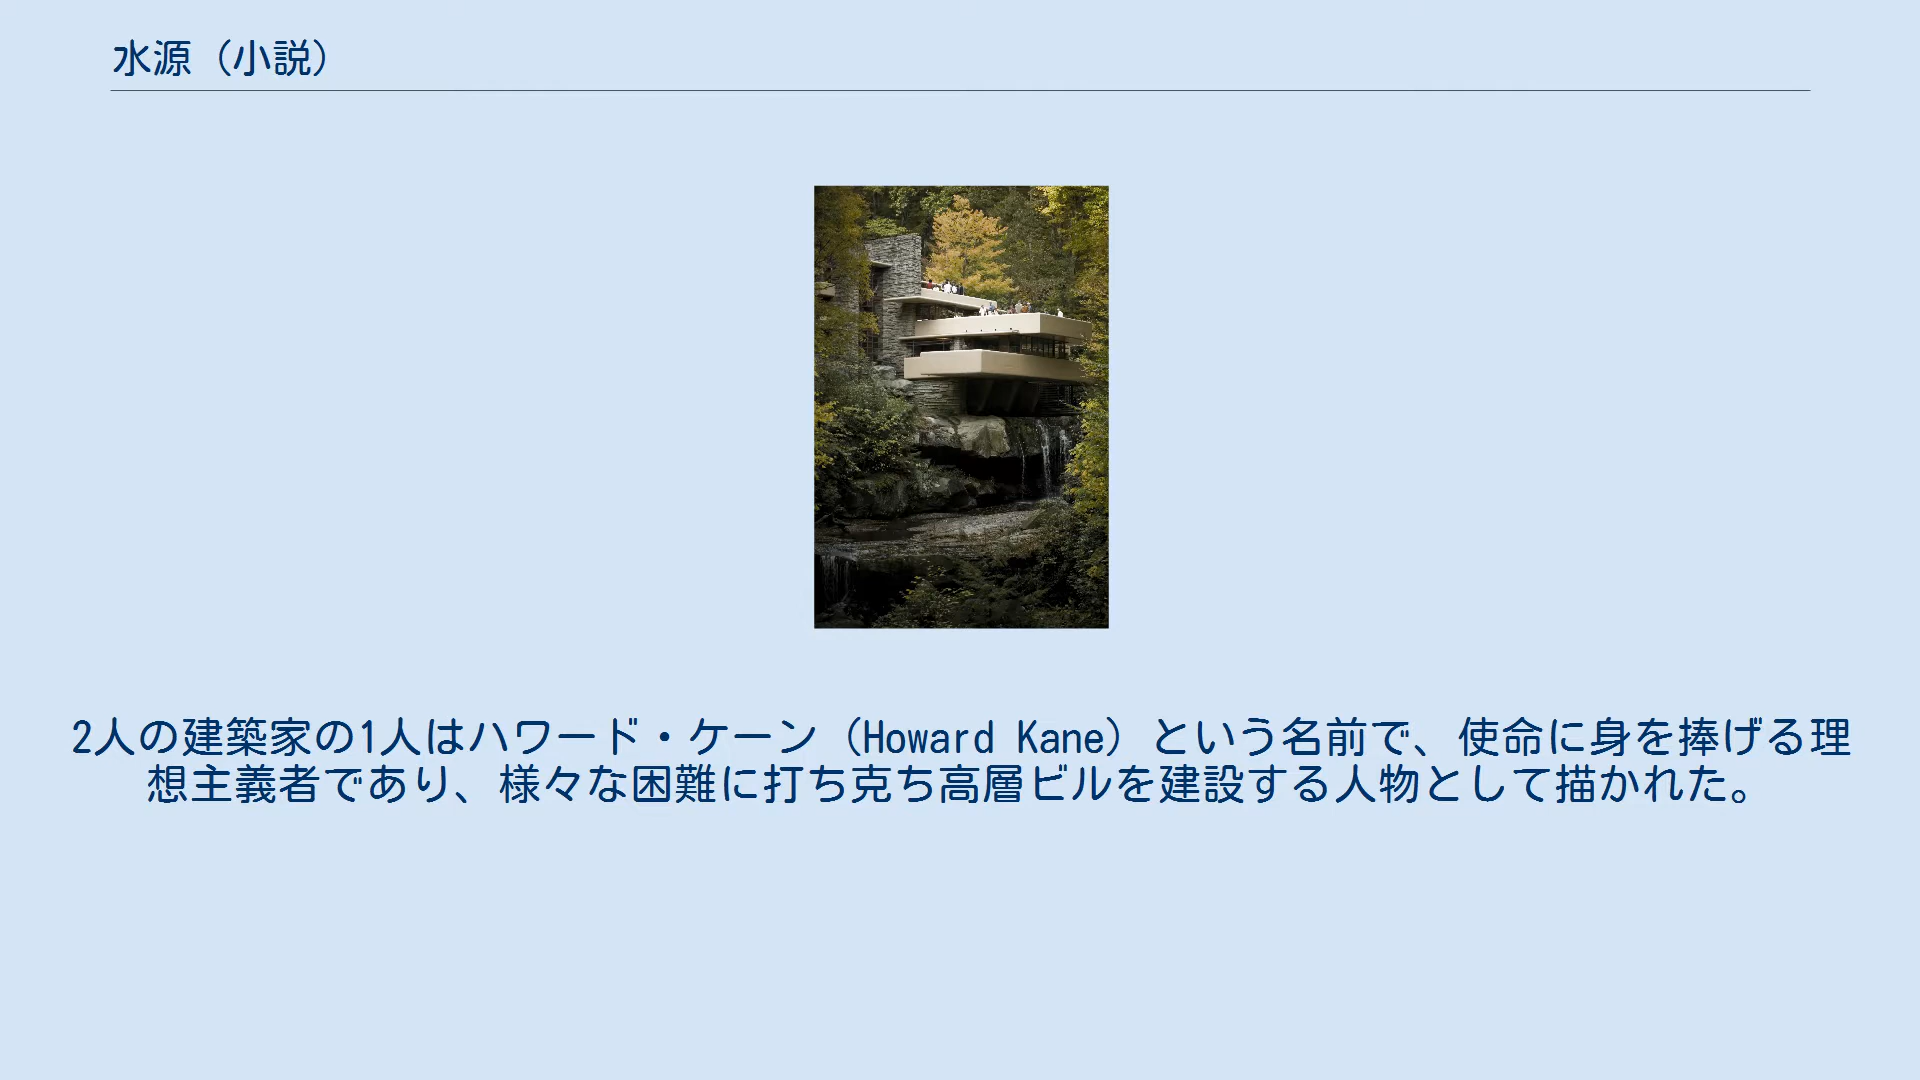 水源（小説）
2人の建築家の1人はハワード・ケーン（Howard Kane）という名前で、使命に身を捧げる理
想主義者であり、様々な困難に打ち克ち高層ビルを建設する人物として描かれた。